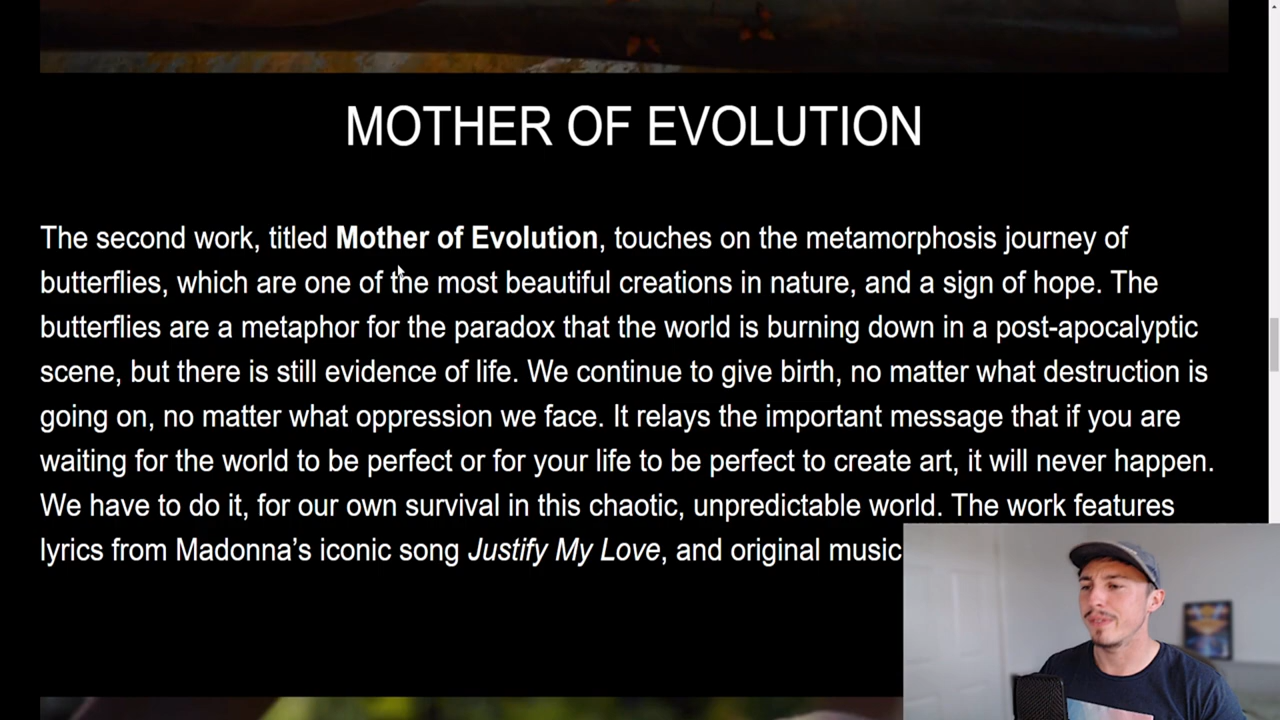 MOTHER OF EVOLUTION
The second work, titled Mother of Evolution, touches on the metamorphosis journey of
butterflies, which are one of the most beautiful creations in nature, and a sign of hope. The
butterflies are a metaphor for the paradox that the world is burning down in a post-apocalyptic
scene, but there is still evidence of life. We continue to give birth, no matter what destruction is
going on, no matter what oppression we face. It relays the important message that if you are
waiting for the world to be perfect or for your life to be perfect to create art, it will never happen.
We have to do it, for our own survival in this chaotic, unpredictable world. The work features
lyrics from Madonna’s iconic song Justify My Love, and original music